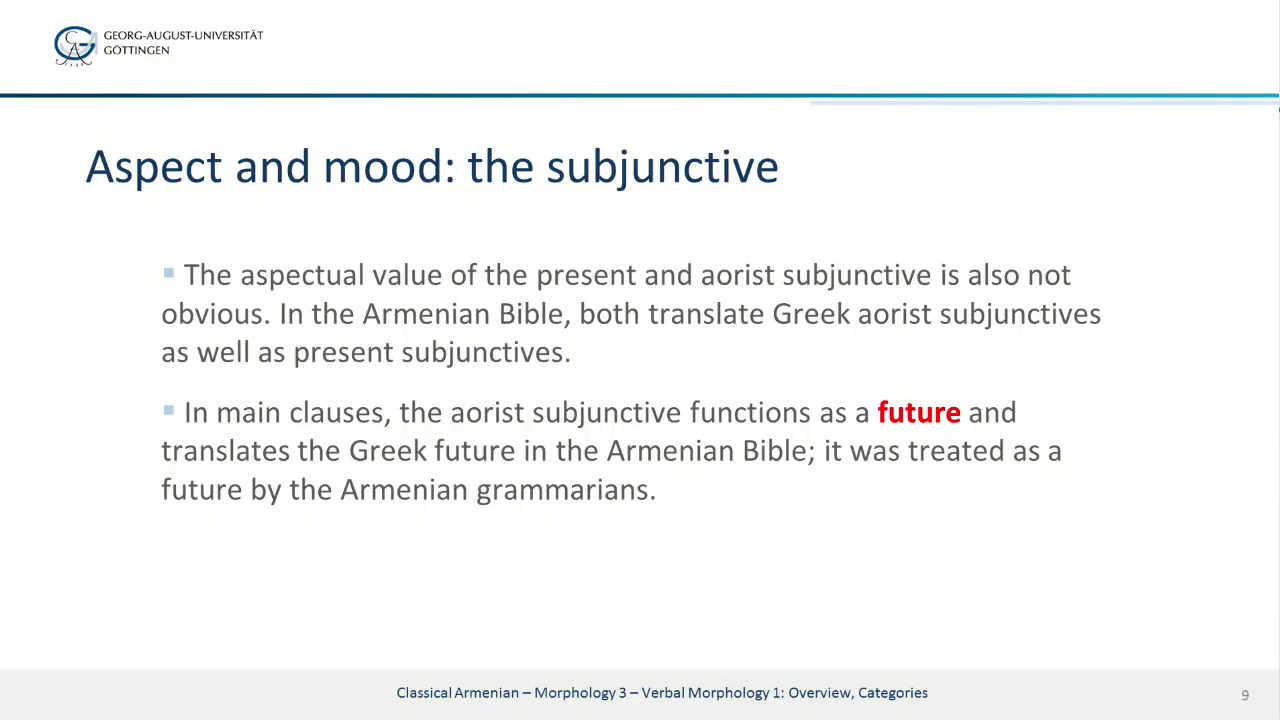 GEORG-AUGUST-UNIVERSITÄT
GÖTTINGEN
Aspect and mood: the subjunctive
▪ The aspectual value of the present and aorist subjunctive is also not
obvious. In the Armenian Bible, both translate Greek aorist subjunctives
as well as present subjunctives.
▪ In main clauses, the aorist subjunctive functions as a future and
translates the Greek future in the Armenian Bible; it was treated as a
future by the Armenian grammarians.
Classical Armenian – Morphology 3 – Verbal Morphology 1: Overview, Categories
9